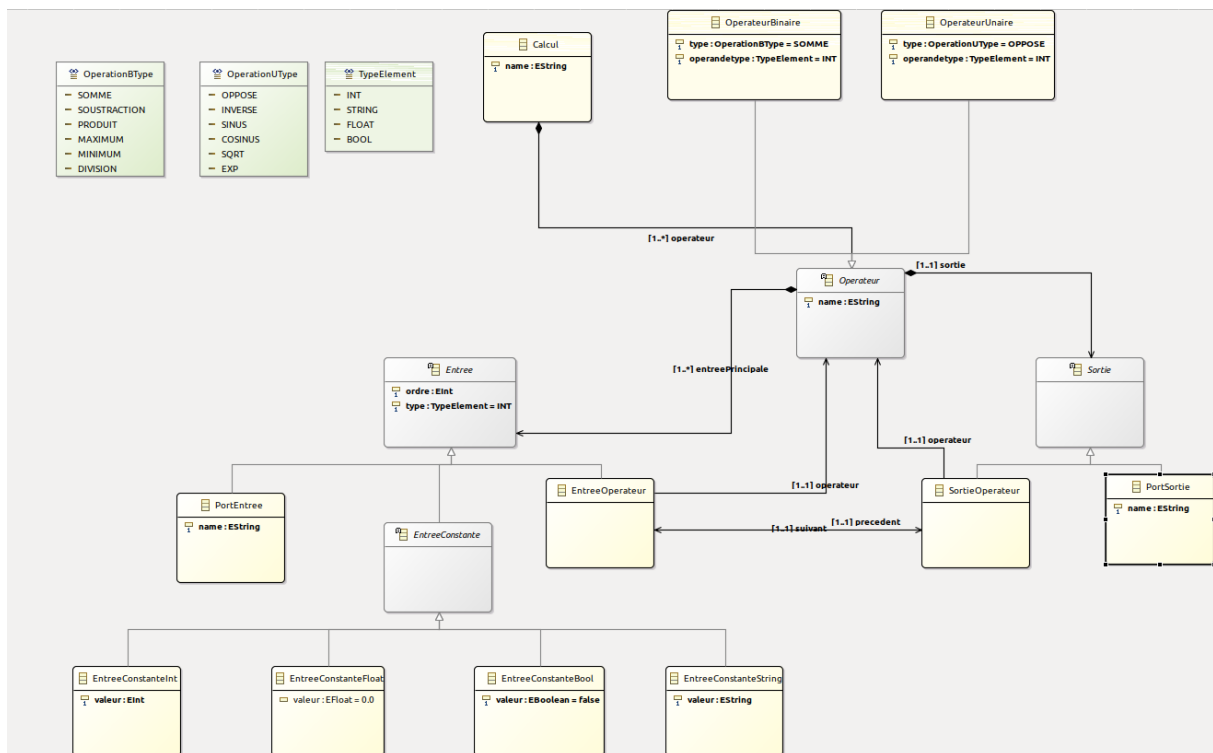 OperationBType
SOMME
SOUSTRACTION
PRODUIT
MAXIMUM
MINIMUM
DIVISION
OperationUType
OPPOSE
INVERSE
SINUS
COSINUS
SQRT
EXP
TypeElement
INT
STRING
FLOAT
BOOL
Calcul
name : EString
OperateurBinaire
type : OperationBType = SOMME
operandetype : TypeElement = INT
OperateurUnaire
type : OperationUType = OPPOSE
operandetype : TypeElement = INT
[1..*] operateur
[1..1] sortie
Operateur
name : EString
Entree
ordre : EInt
type : TypeElement = INT
[1..*] entreePrincipale
Sortie
[1..1] operateur
[1..1] operateur
PortEntree
name : EString
EntreeConstante
EntreeOperateur
[1..1] suivant
[1..1] precedent
SortieOperateur
PortSortie
name : EString
EntreeConstanteInt
valeur : EInt
EntreeConstanteFloat
valeur : EFloat = 0.0
EntreeConstanteBool
valeur : EBoolean = false
EntreeConstanteString
valeur : EString